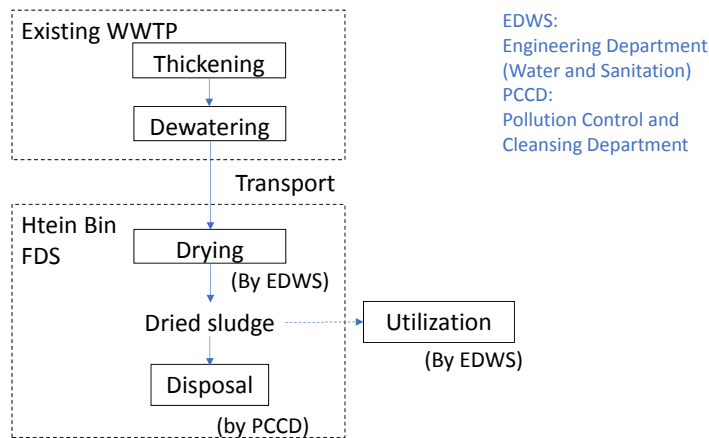 Existing WWTP
Thickening
Dewatering
Transport
Htein Bin
FDS
Drying
(By EDWS)
Dried sludge
Utilization
(By EDWS)
Disposal
(by PCCD)
EDWS:
Engineering Department
(Water and Sanitation)
PCCD:
Pollution Control and
Cleansing Department